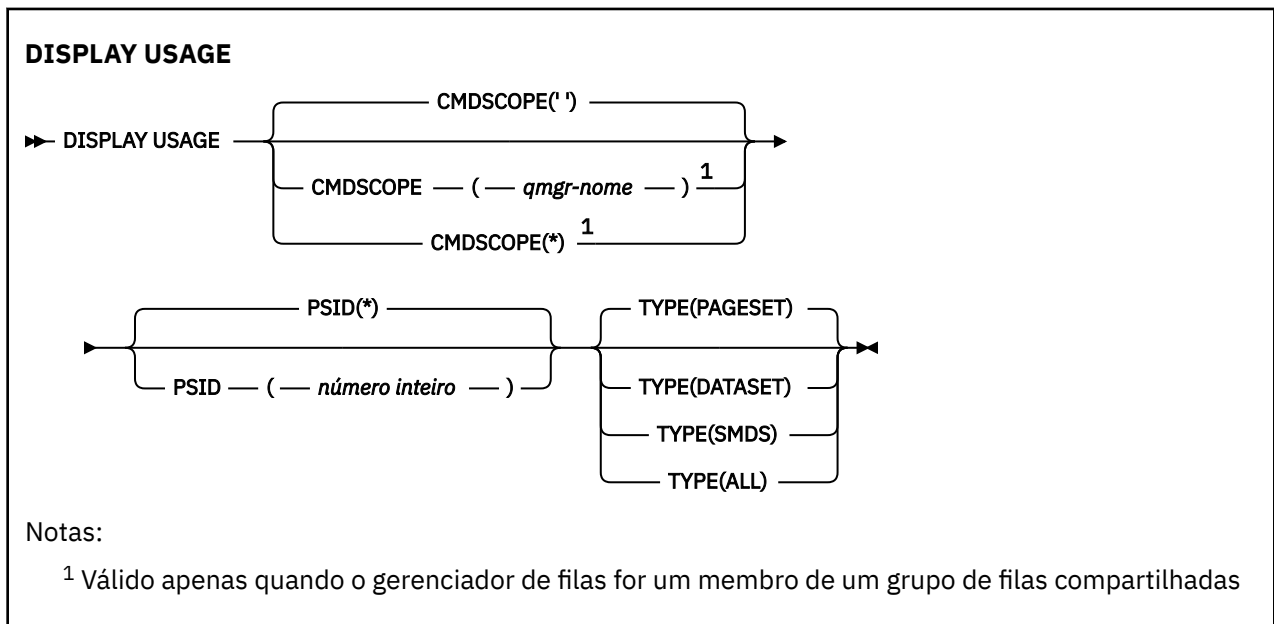 DISPLAY USAGE
CMDSCOPE(' ')
DISPLAY USAGE
CMDSCOPE ( qmgr-nome ) 1
CMDSCOPE(*) 1
PSID(*)
PSID ( número inteiro )
TYPE(PAGESET)
TYPE(DATASET)
TYPE(SMDS)
TYPE(ALL)
Notas:
1 Válido apenas quando o gerenciador de filas for um membro de um grupo de filas compartilhadas